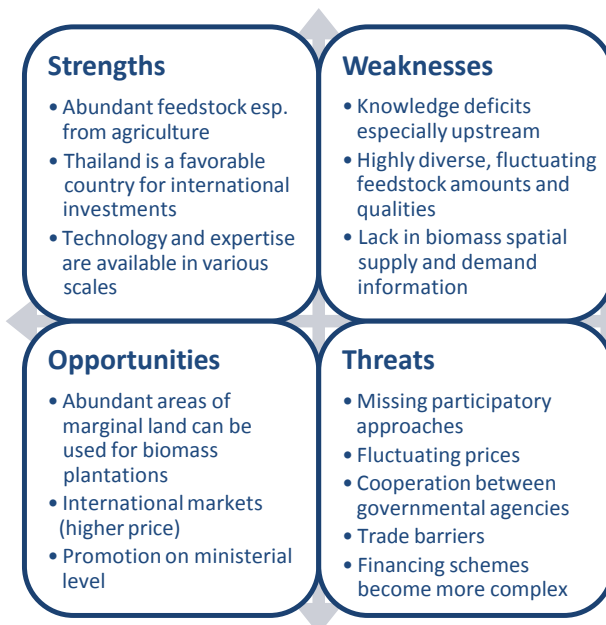 Strengths
• Abundant feedstock esp.
from agriculture
• Thailand is a favorable
country for international
investments
• Technology and expertise
are available in various
scales
Weaknesses
• Knowledge deficits
especially upstream
• Highly diverse, fluctuating
feedstock amounts and
qualities
• Lack in biomass spatial
supply and demand
information
Opportunities
• Abundant areas of
marginal land can be
used for biomass
plantations
• International markets
(higher price)
• Promotion on ministerial
level
Threats
• Missing participatory
approaches
• Fluctuating prices
• Cooperation between
governmental agencies
• Trade barriers
• Financing schemes
become more complex